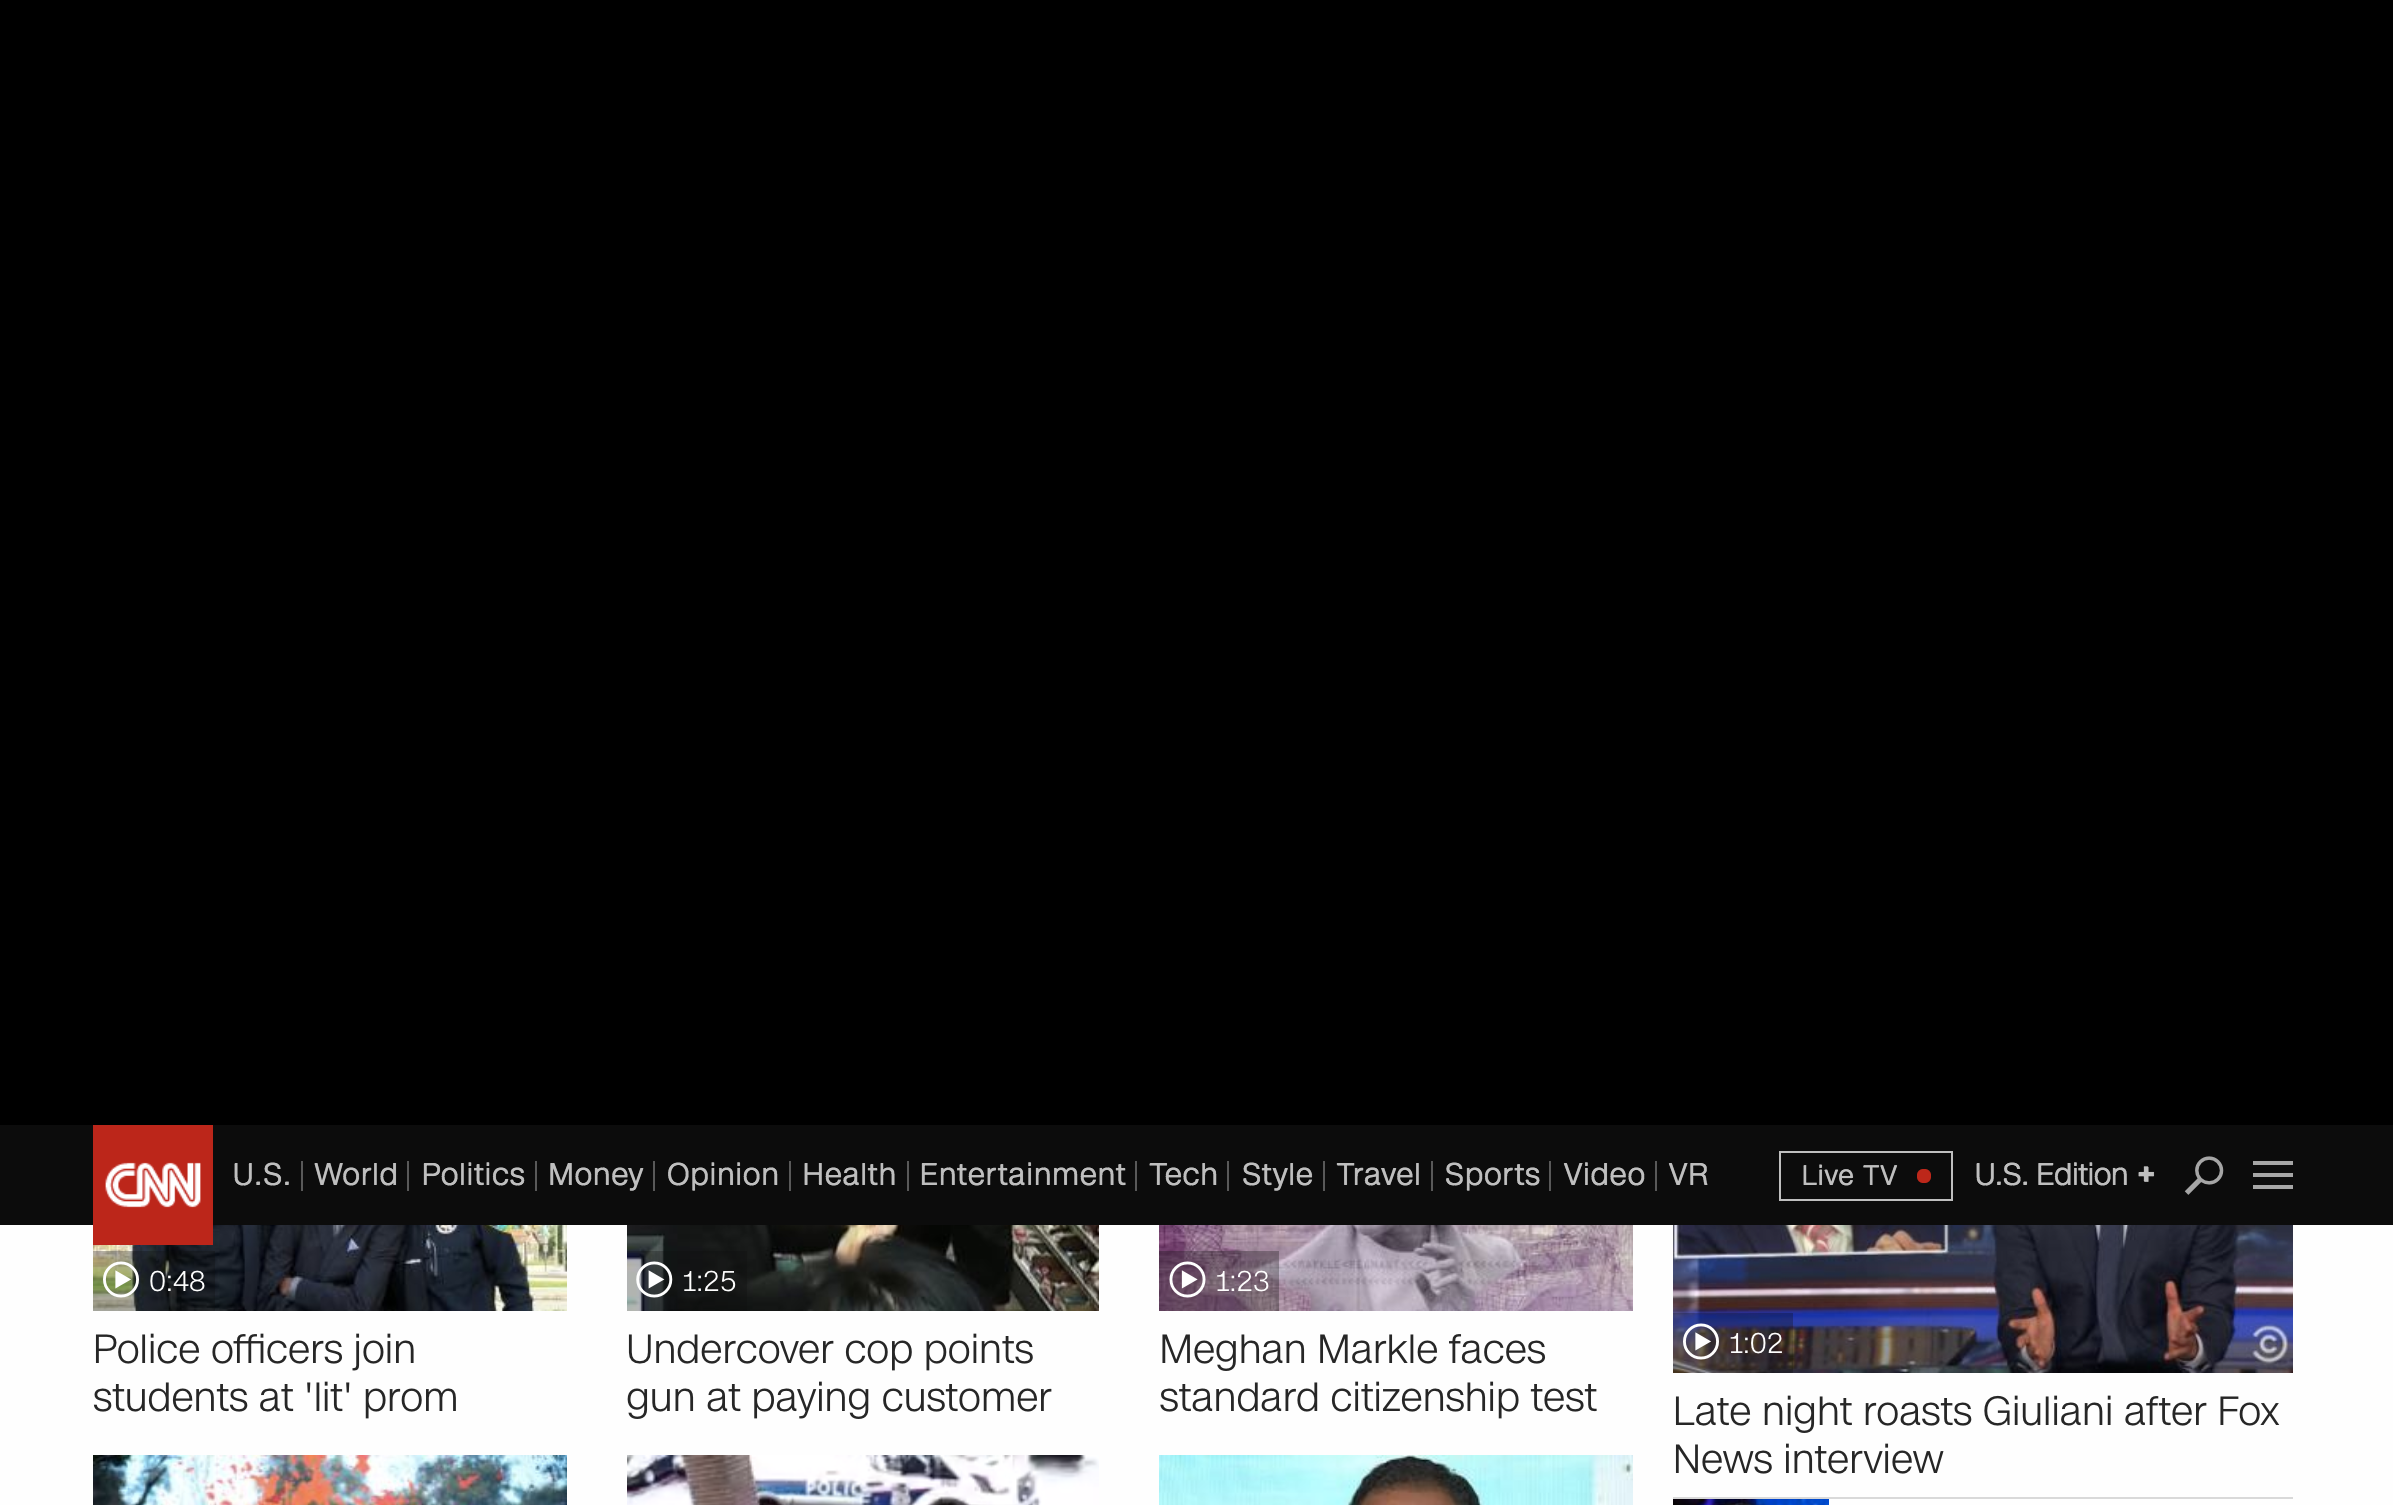 CNN U.S. World Politics Money Opinion Health Entertainment Tech Style Travel Sports Video VR Live TV U.S. Edition +
0:48
Police officers join
students at 'lit' prom
1:25
Undercover cop points
gun at paying customer
1:23
Meghan Markle faces
standard citizenship test
1:02
Late night roasts Giuliani after Fox
News interview
POLIC